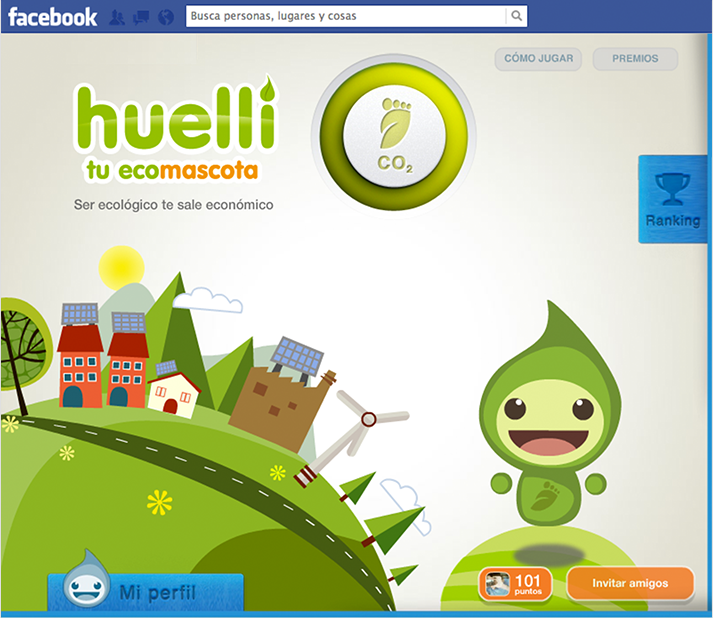 facebook
Busca personas, lugares y cosas
CÓMO JUGAR
PREMIOS
huelli
tu ecomascota
Ser ecológico te sale económico
CO₂
Ranking
Mi perfil
101
puntos
Invitar amigos